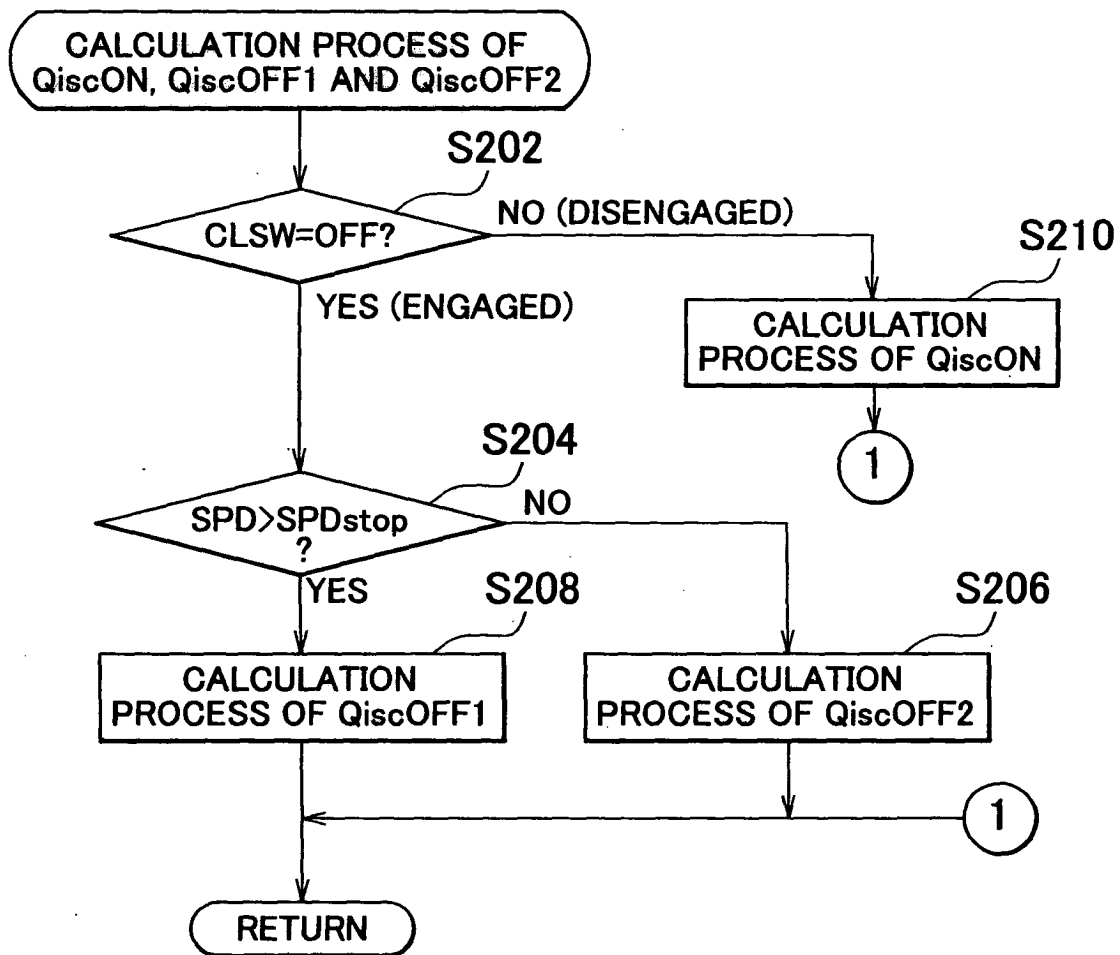 CALCULATION PROCESS OF
QiscON, QiscOFF1 AND QiscOFF2
S202
CLSW=OFF?
NO (DISENGAGED)
YES (ENGAGED)
S210
CALCULATION
PROCESS OF QiscON
1
S204
SPD>SPDstop
?
NO
YES
S208
CALCULATION
PROCESS OF QiscOFF1
S206
CALCULATION
PROCESS OF QiscOFF2
1
RETURN